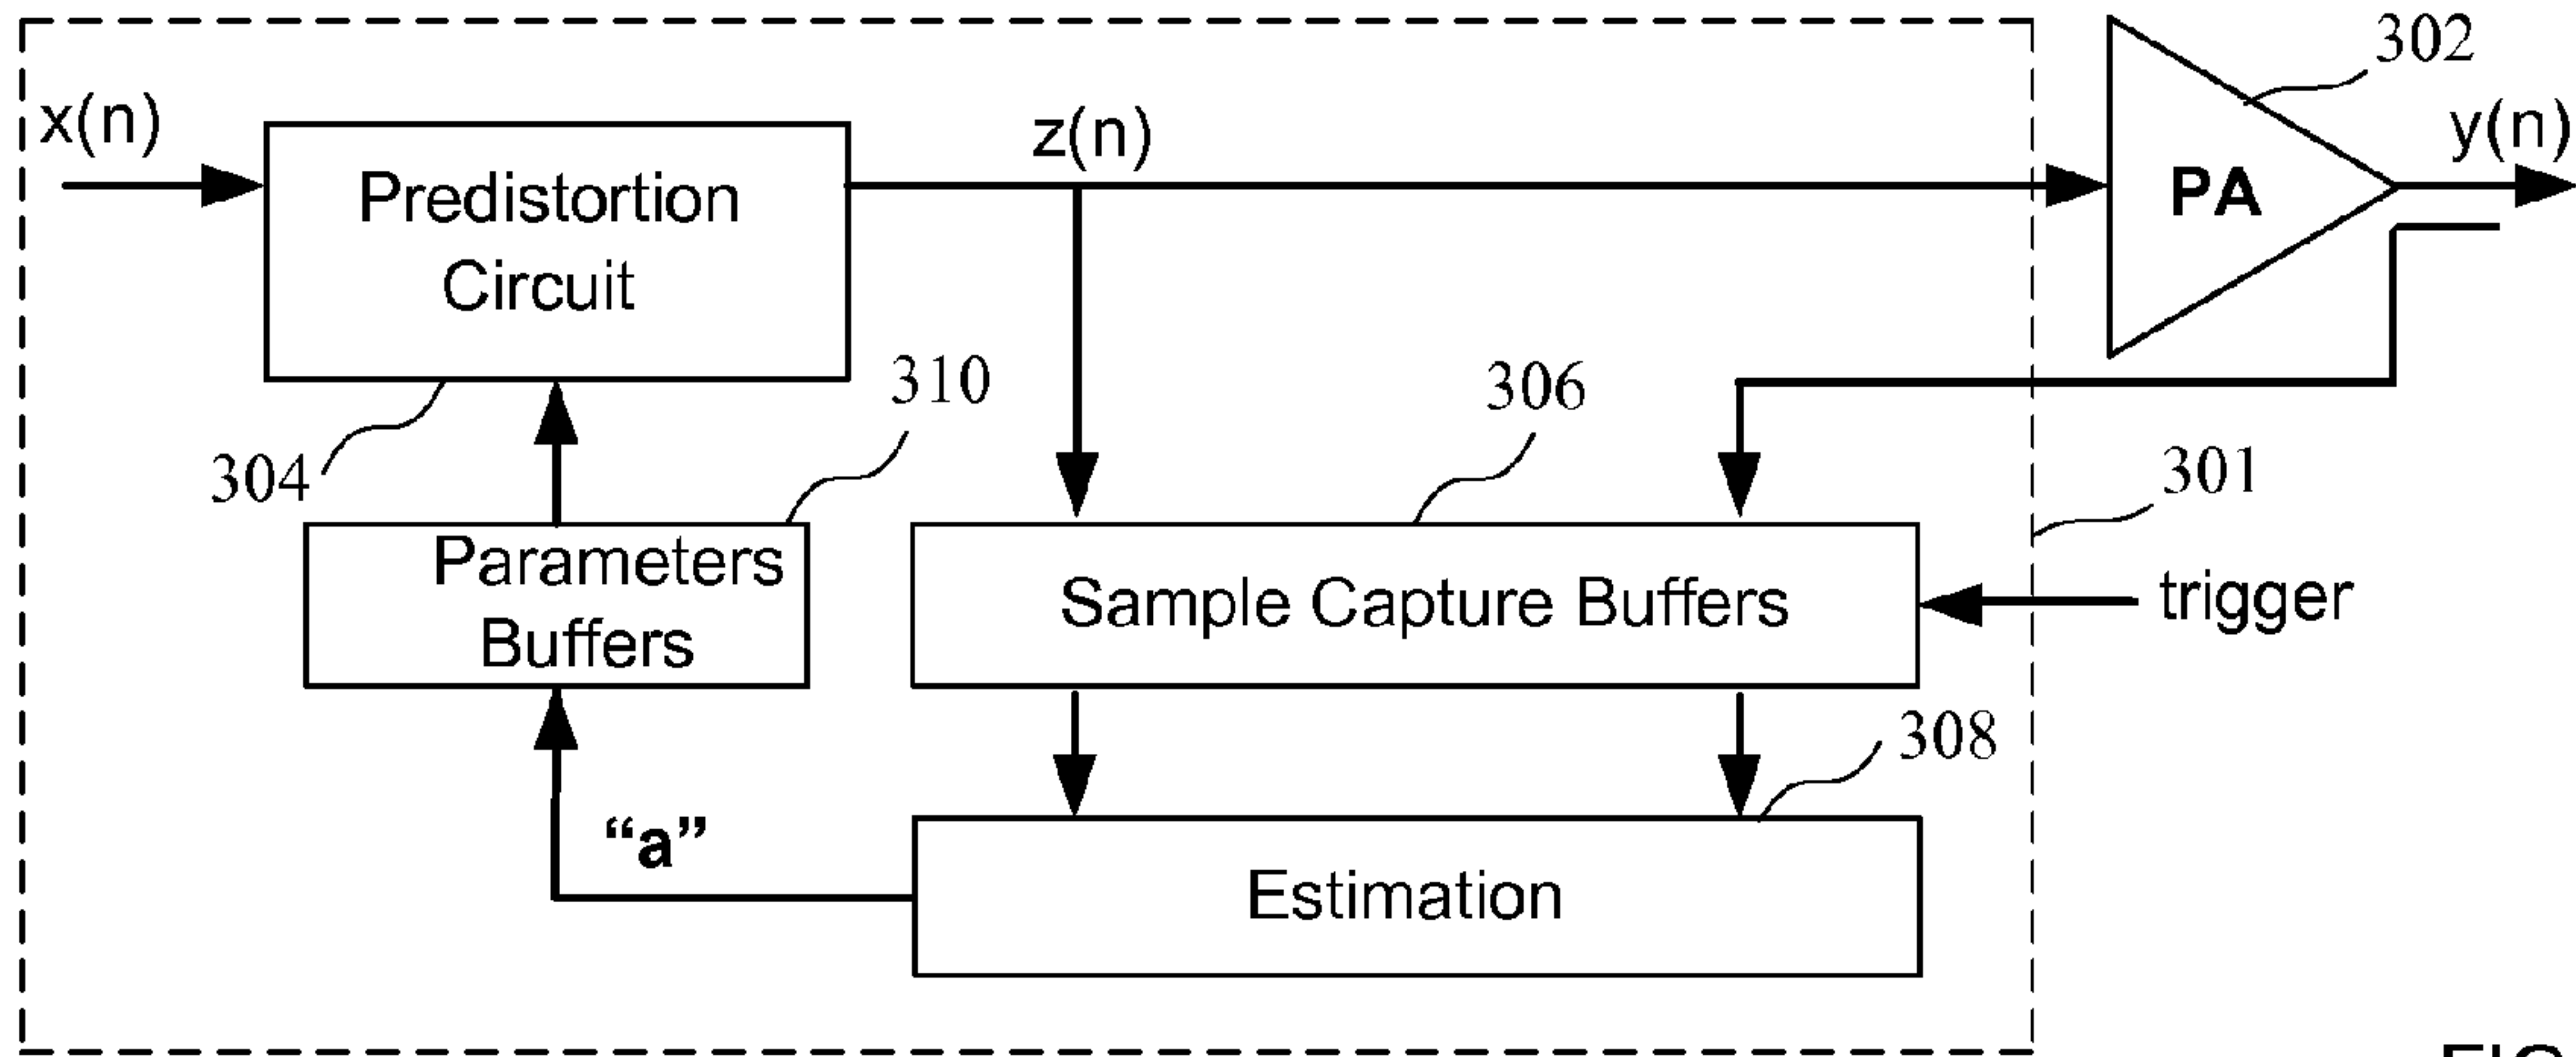 302
x(n)
z(n)
y(n)
Predistortion
Circuit
PA
310
306
304
301
Parameters
Buffers
Sample Capture Buffers
trigger
308
“a”
Estimation